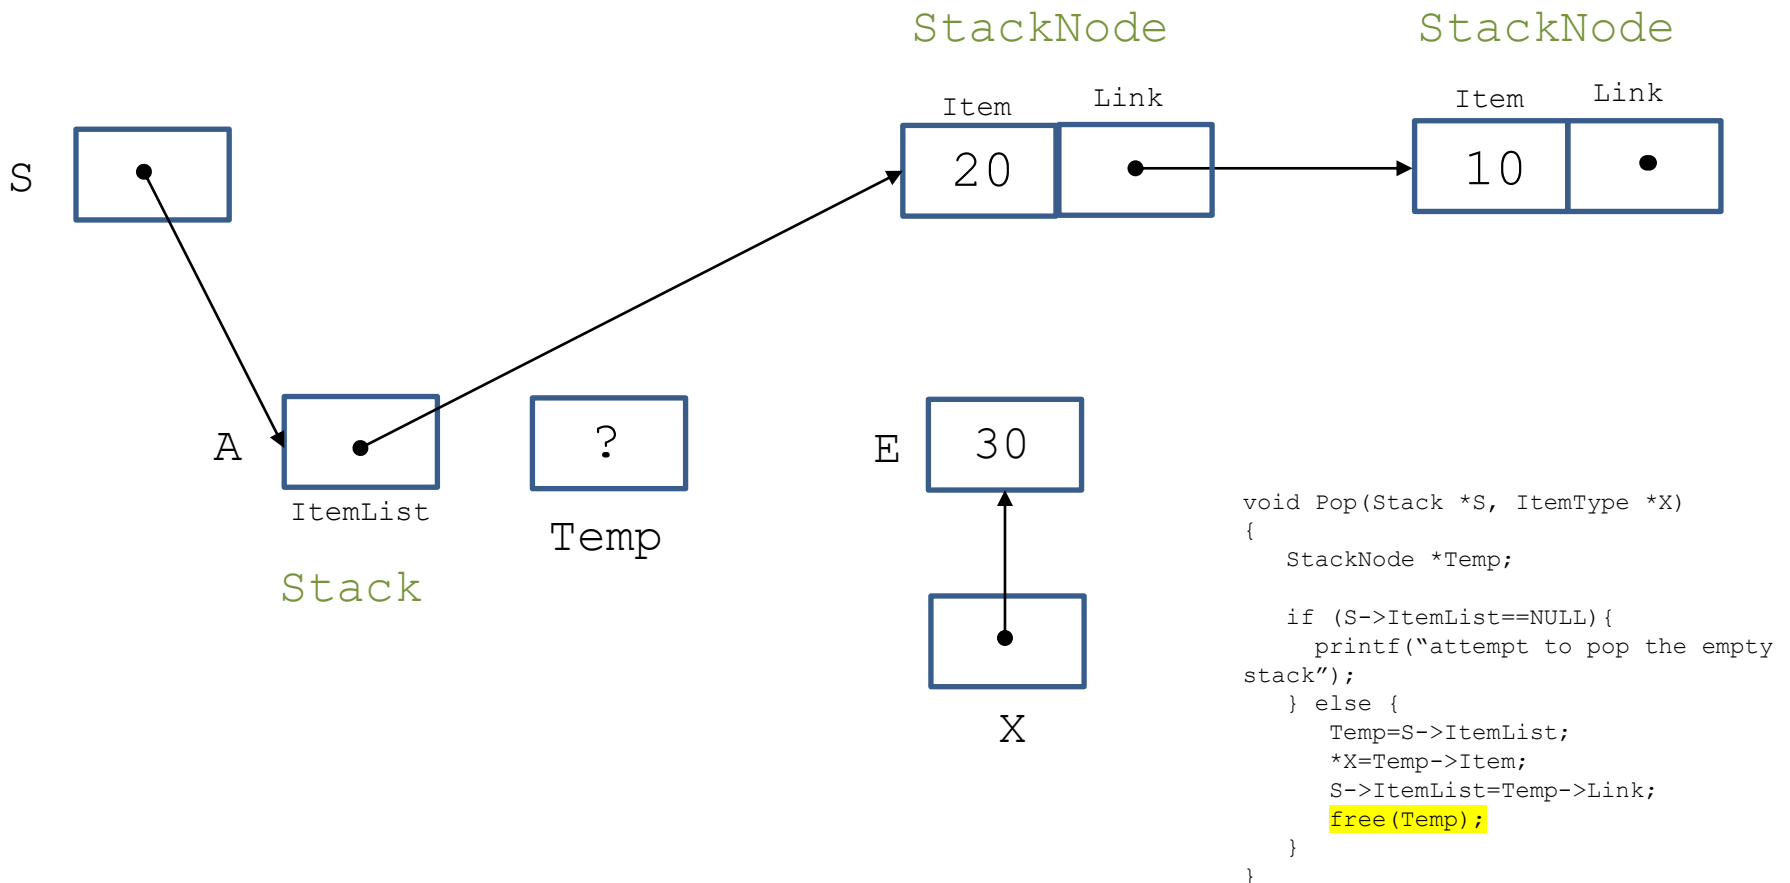 StackNode StackNode
Item Link Item Link
S 20 10
A ? E 30
ItemList
Temp
Stack
X
void Pop(Stack *S, ItemType *X)
{
   StackNode *Temp;
   if (S->ItemList==NULL){
     printf(“attempt to pop the empty
stack”);
   } else {
      Temp=S->ItemList;
      *X=Temp->Item;
      S->ItemList=Temp->Link;
      free(Temp);
   }
}